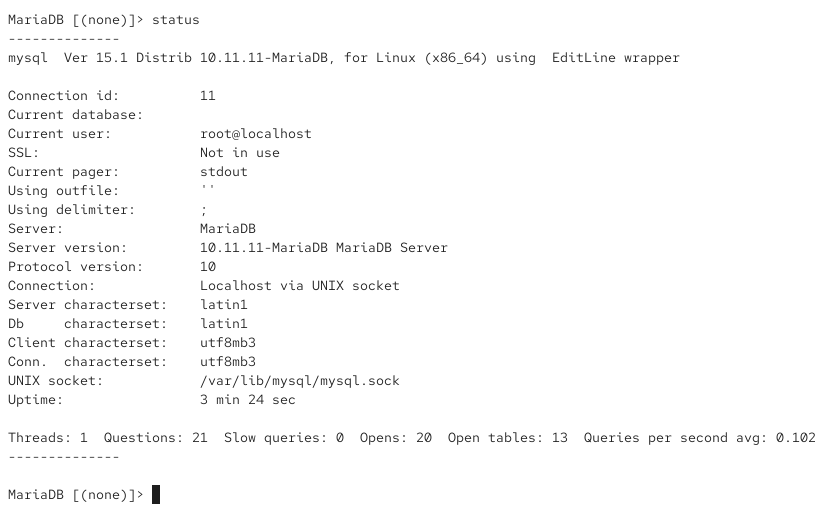 MariaDB [(none)]> status
--------------
mysql  Ver 15.1 Distrib 10.11.11-MariaDB, for Linux (x86_64) using  EditLine wrapper

Connection id:          11
Current database:
Current user:           root@localhost
SSL:                    Not in use
Current pager:          stdout
Using outfile:          ''
Using delimiter:        ;
Server:                 MariaDB
Server version:         10.11.11-MariaDB MariaDB Server
Protocol version:       10
Connection:             Localhost via UNIX socket
Server characterset:    latin1
Db     characterset:    latin1
Client characterset:    utf8mb3
Conn.  characterset:    utf8mb3
UNIX socket:            /var/lib/mysql/mysql.sock
Uptime:                 3 min 24 sec

Threads: 1  Questions: 21  Slow queries: 0  Opens: 20  Open tables: 13  Queries per second avg: 0.102
--------------

MariaDB [(none)]>